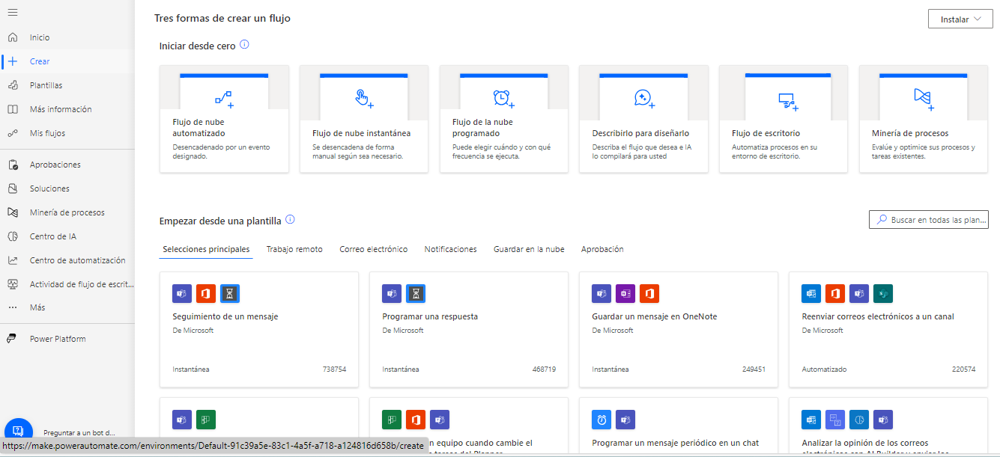 Tres formas de crear un flujo
Instalar
Inicio
Crear
Plantillas
Más información
Mis flujos
Aprobaciones
Soluciones
Minería de procesos
Centro de IA
Centro de automatización
Actividad de flujo de escrit...
Más
Power Platform
Preguntar a un bot d...
Iniciar desde cero
Flujo de nube
automatizado
Desencadenado por un evento
designado.
Flujo de nube instantánea
Se desencadena de forma
manual según sea necesario.
Flujo de la nube
programado
Puede elegir cuándo y con qué
frecuencia se ejecuta.
Describirlo para diseñarlo
Describa el flujo que desea e IA
lo compilará para usted
Flujo de escritorio
Automatiza procesos en su
entorno de escritorio.
Minería de procesos
Evalúe y optimice sus procesos y
tareas existentes.
Empezar desde una plantilla
Buscar en todas las plan...
Selecciones principales
Trabajo remoto
Correo electrónico
Notificaciones
Guardar en la nube
Aprobación
Seguimiento de un mensaje
De Microsoft
Instantánea 738754
Programar una respuesta
De Microsoft
Instantánea 468719
Guardar un mensaje en OneNote
De Microsoft
Instantánea 249451
Reenviar correos electrónicos a un canal
De Microsoft
Automatizado 220574
n equipo cuando cambie el
tareas del Planner
Programar un mensaje periódico en un chat
Analizar la opinión de los correos
electrónicos con AI Builder y enviar los
https://make.powerautomate.com/environments/Default-91c39a5e-83c1-4a5f-a718-a124816d658b/create